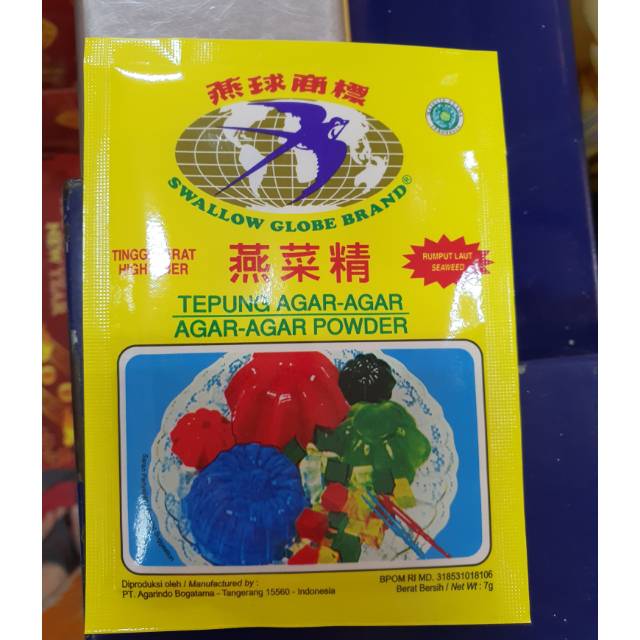 燕球商標
SWALLOW GLOBE BRAND®
TINGGI SERAT
HIGH FIBER
燕菜精
RUMPUT LAUT
SEAWEED
TEPUNG AGAR-AGAR
AGAR-AGAR POWDER
Diproduksi oleh / Manufactured by :
PT. Agarindo Bogatama - Tangerang 15560 - Indonesia
BPOM RI MD. 318531018106
Berat Bersih / Net Wt : 7g